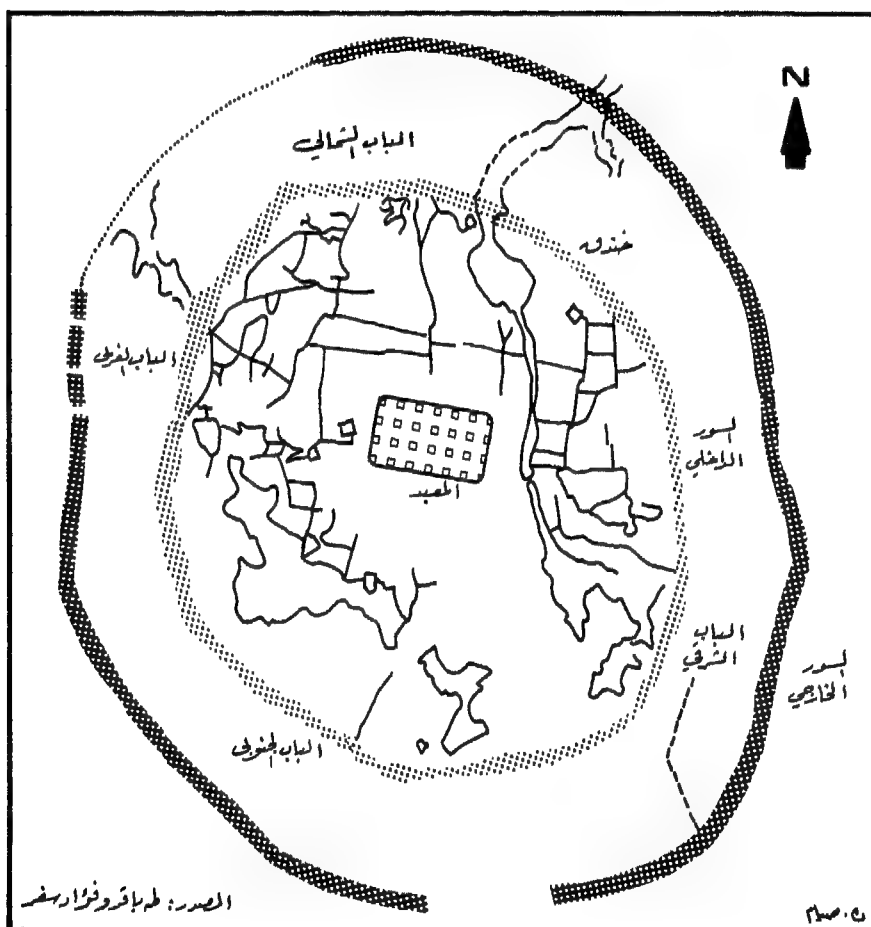 N
الباب الشمالي
خندق
الباب الغربي
السور
الداخلي
المعبد
الباب
الشرقي
السور
الخارجي
الباب الجنوبي
المصدر: طه باقر وفؤاد سفر